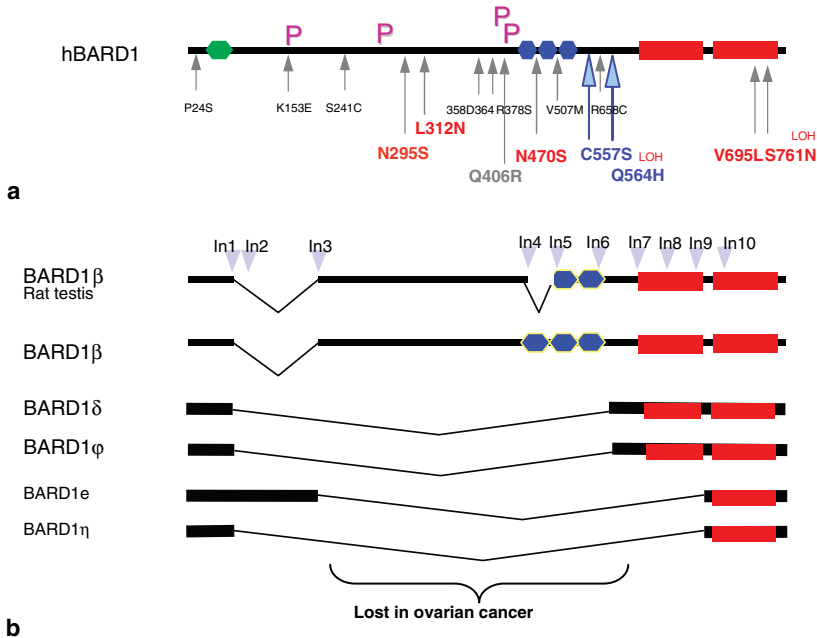 P
P P
P
hBARD1
P24S
K153E
S241C
358D364 R378S
V507M
R658C
L312N
N295S
Q406R
N470S
C557S LOH
Q564H
LOH
V695L S761N
a
In1 In2 In3 In4 In5 In6 In7 In8 In9 In10
BARD1β
Rat testis
BARD1β
BARD1δ
BARD1φ
BARD1e
BARD1η
Lost in ovarian cancer
b